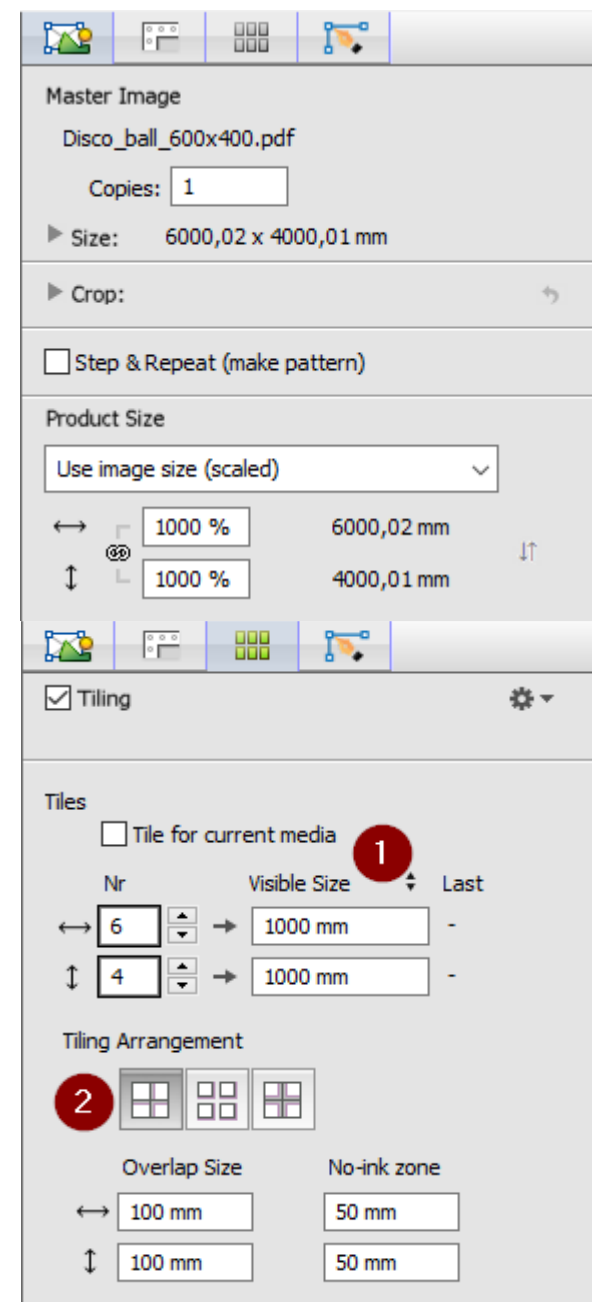 Master Image
Disco_ball_600x400.pdf
Copies: 1
Size: 6000,02 x 4000,01 mm
Crop:
Step & Repeat (make pattern)
Product Size
Use image size (scaled)
1000 % 6000,02 mm
1000 % 4000,01 mm
Tiling
Tiles
Tile for current media
1
Nr Visible Size Last
6 1000 mm -
4 1000 mm -
Tiling Arrangement
2
Overlap Size No-ink zone
100 mm 50 mm
100 mm 50 mm